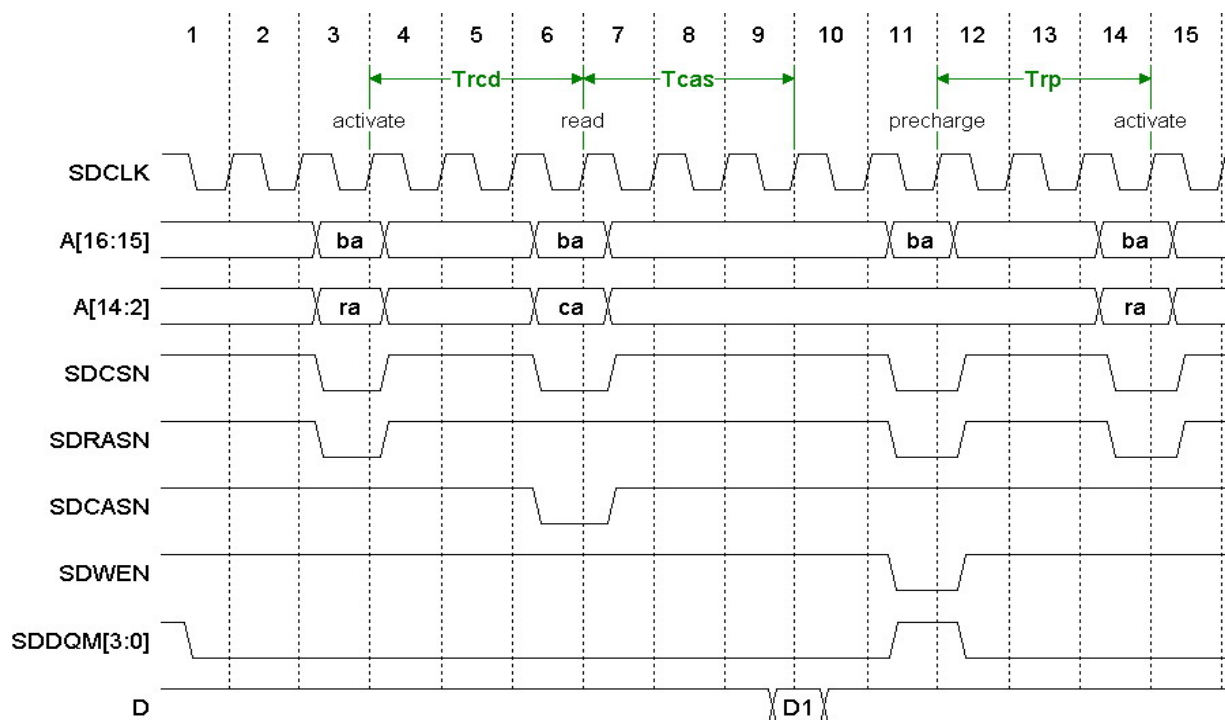 1 2 3 4 5 6 7 8 9 10 11 12 13 14 15
Trcd Tcas Trp
activate read precharge activate
SDCLK
A[16:15] ba ba ba ba
A[14:2] ra ca ra
SDCSN
SDRASN
SDCASN
SDWEN
SDDQM[3:0]
D D1